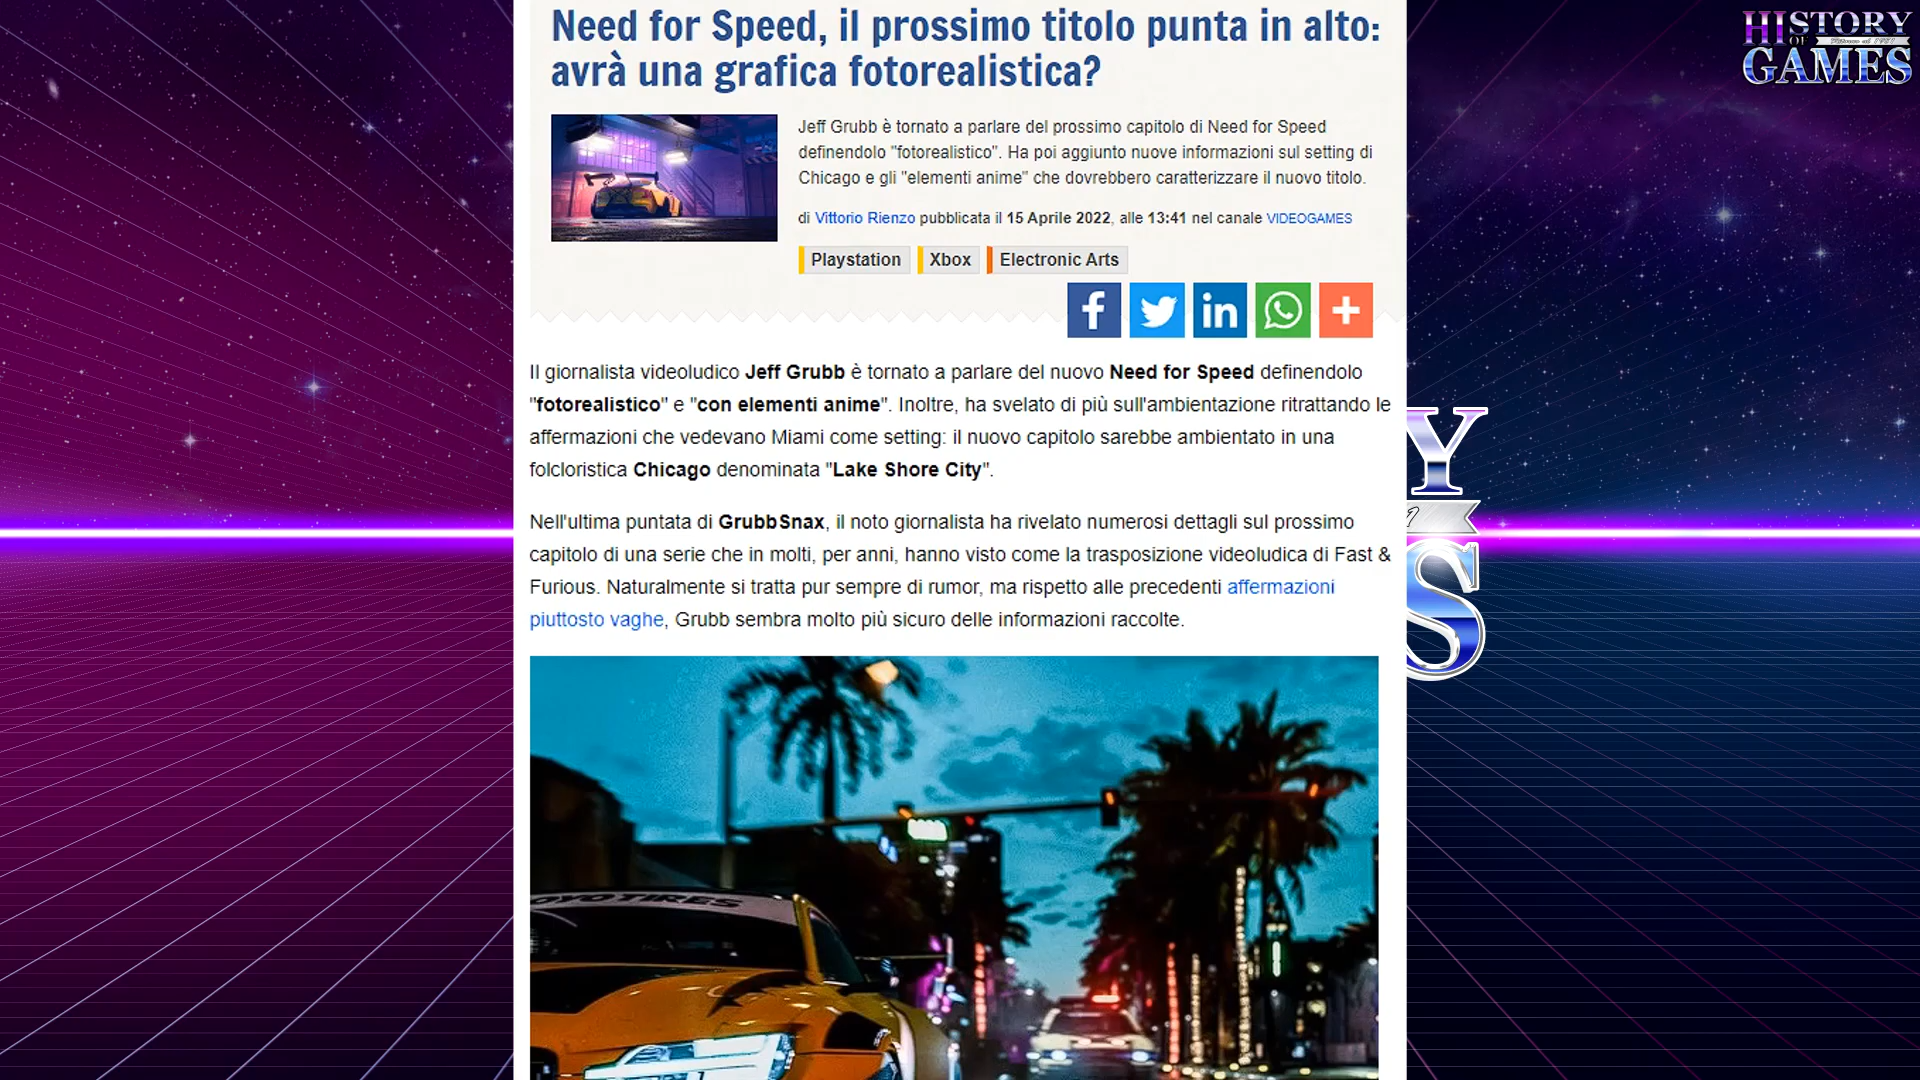 Need for Speed, il prossimo titolo punta in alto:
avrà una grafica fotorealistica?
HISTORY
OF
GAMES
Jeff Grubb è tornato a parlare del prossimo capitolo di Need for Speed
definendolo "fotorealistico". Ha poi aggiunto nuove informazioni sul setting di
Chicago e gli "elementi anime" che dovrebbero caratterizzare il nuovo titolo.
di Vittorio Rienzo pubblicata il 15 Aprile 2022, alle 13:41 nel canale VIDEOGAMES
Playstation Xbox Electronic Arts
Il giornalista videoludico Jeff Grubb è tornato a parlare del nuovo Need for Speed definendolo
"fotorealistico" e "con elementi anime". Inoltre, ha svelato di più sull'ambientazione ritrattando le
affermazioni che vedevano Miami come setting: il nuovo capitolo sarebbe ambientato in una
folcloristica Chicago denominata "Lake Shore City".
Y
S
Nell'ultima puntata di GrubbSnax, il noto giornalista ha rivelato numerosi dettagli sul prossimo
capitolo di una serie che in molti, per anni, hanno visto come la trasposizione videoludica di Fast &
Furious. Naturalmente si tratta pur sempre di rumor, ma rispetto alle precedenti affermazioni
piuttosto vaghe, Grubb sembra molto più sicuro delle informazioni raccolte.
OYOTIRES